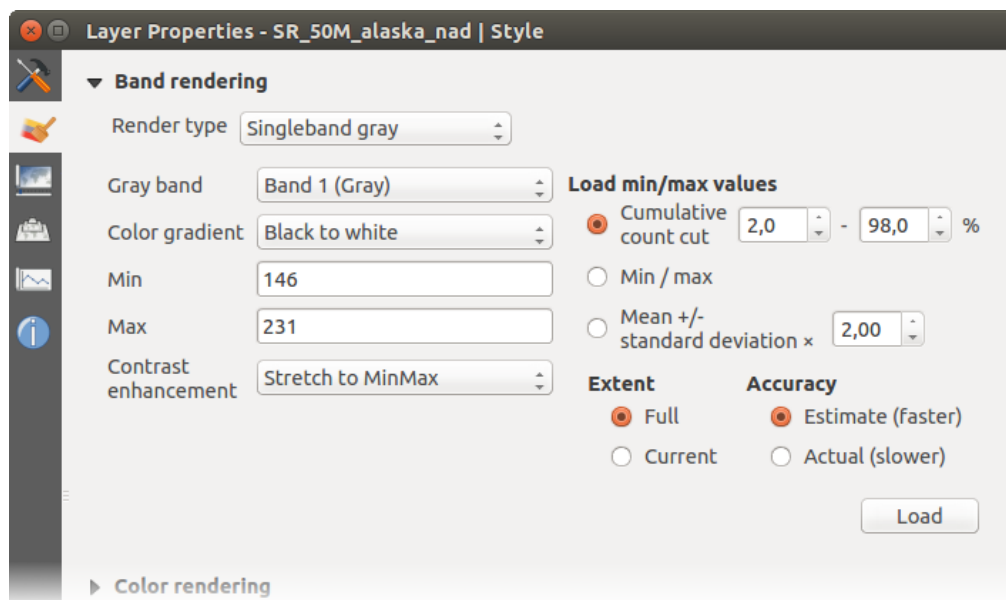 Layer Properties - SR_50M_alaska_nad | Style
Band rendering
Render type Singleband gray
Gray band Band 1 (Gray)
Color gradient Black to white
Min 146
Max 231
Contrast
enhancement Stretch to MinMax
Load min/max values
Cumulative
count cut 2,0 - 98,0 %
Min / max
Mean +/-
standard deviation × 2,00
Extent Accuracy
Full Estimate (faster)
Current Actual (slower)
Load
Color rendering